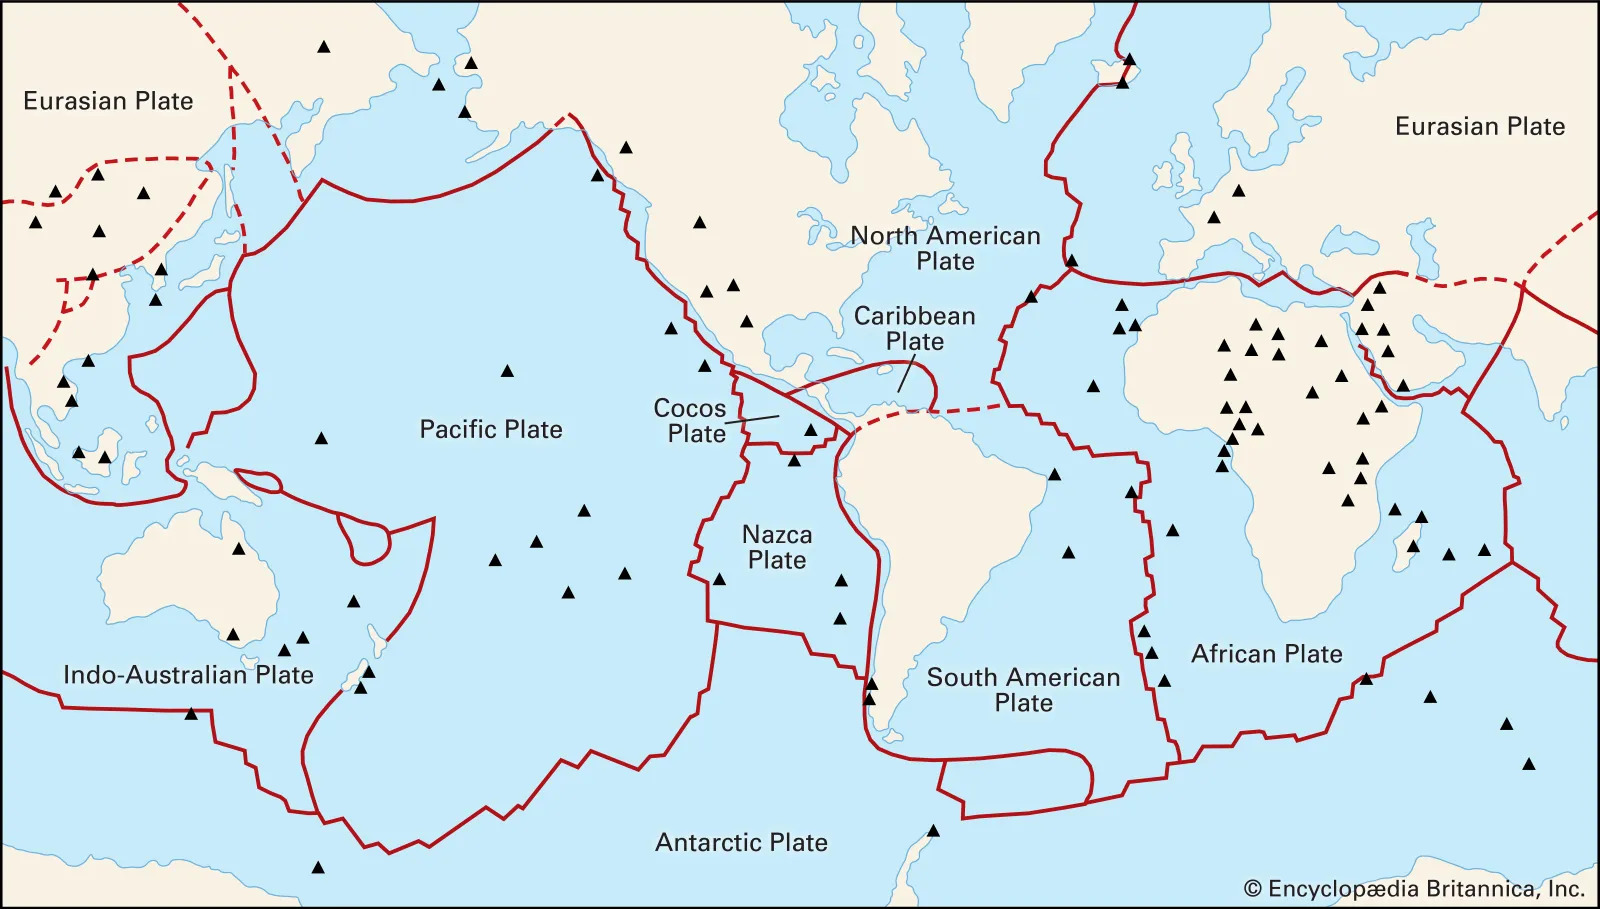 Eurasian Plate
Eurasian Plate
North American
Plate
Caribbean
Plate
Cocos
Plate
Pacific Plate
Nazca
Plate
Indo-Australian Plate
South American
Plate
African Plate
Antarctic Plate
© Encyclopædia Britannica, Inc.